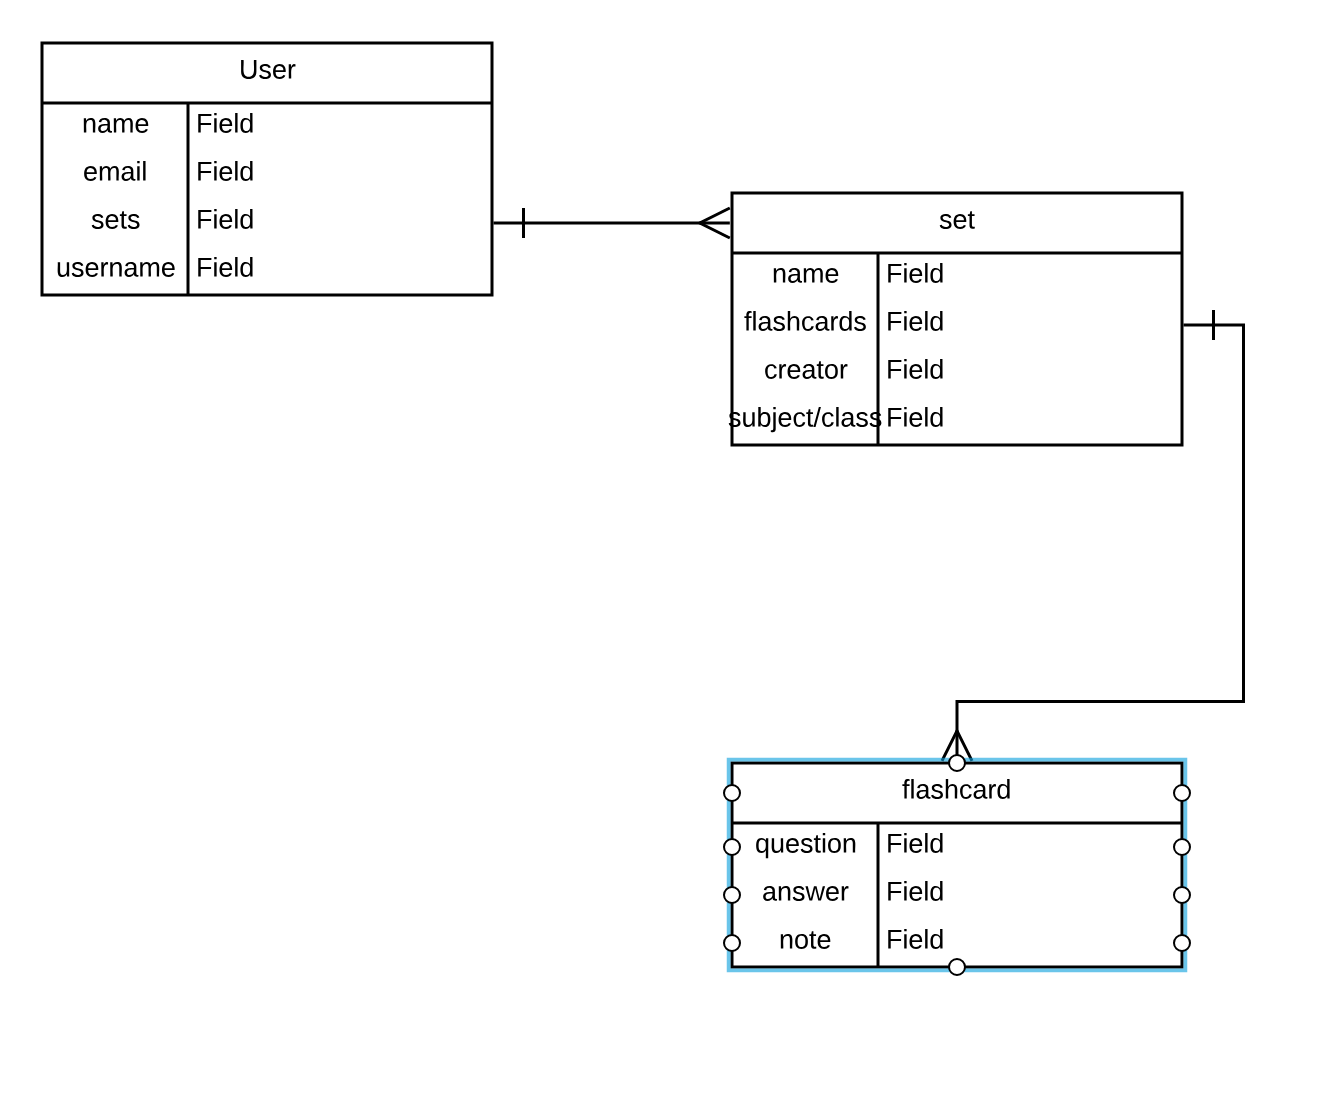 User
name Field
email Field
sets Field
username Field
set
name Field
flashcards Field
creator Field
subject/class Field
flashcard
question Field
answer Field
note Field